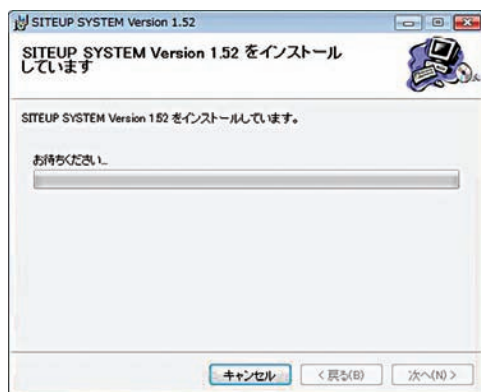 SITEUP SYSTEM Version 1.52
SITEUP SYSTEM Version 1.52 をインストール
しています
SITEUP SYSTEM Version 1.52 をインストールしています。
お待ちください...
キャンセル
< 戻る(B)
次へ(N) >